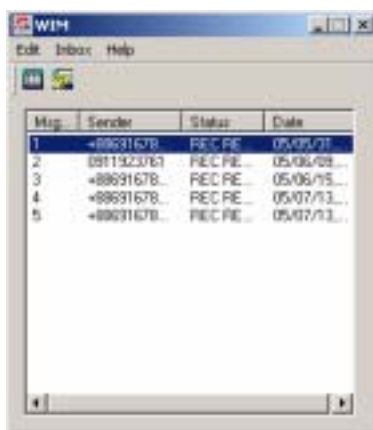 WIM
Edit Inbox Help
Msg... Sender Status Date
1 +88691678... REC RE... 05/05/31...
2 0911923761 REC RE... 05/06/09...
3 +88691678... REC RE... 05/06/15...
4 +88691678... REC RE... 05/07/13...
5 +88691678... REC RE... 05/07/13...